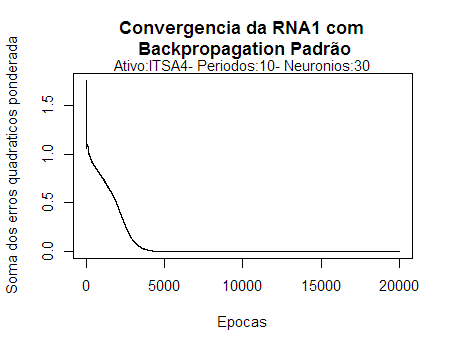 Convergencia da RNA1 com
Backpropagation Padrão
Ativo:ITSA4- Periodos:10- Neuronios:30
Soma dos erros quadraticos ponderada
1.5
1.0
0.5
0.0
0 5000 10000 15000 20000
Epocas